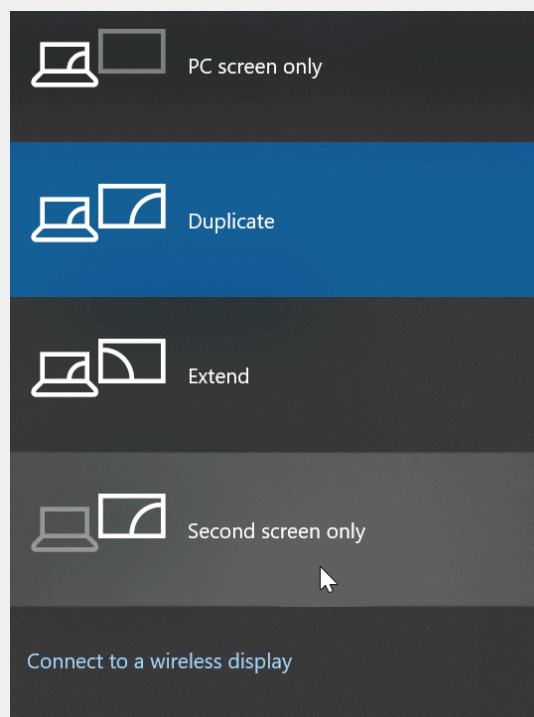 PC screen only
Duplicate
Extend
Second screen only
Connect to a wireless display